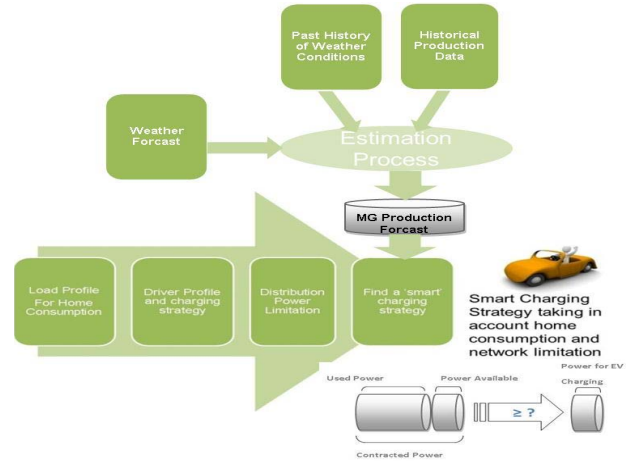 Past History
of Weather
Conditions
Historical
Production
Data
Weather
Forcast
Estimation
Process
MG Production
Forcast
Load Profile
For Home
Consumption
Driver Profile
and charging
strategy
Distribution
Power
Limitation
Find a 'smart'
charging
strategy
Smart Charging
Strategy taking in
account home
consumption and
network limitation
Used Power
Power Available
Power for EV
Charging
≥ ?
Contracted Power